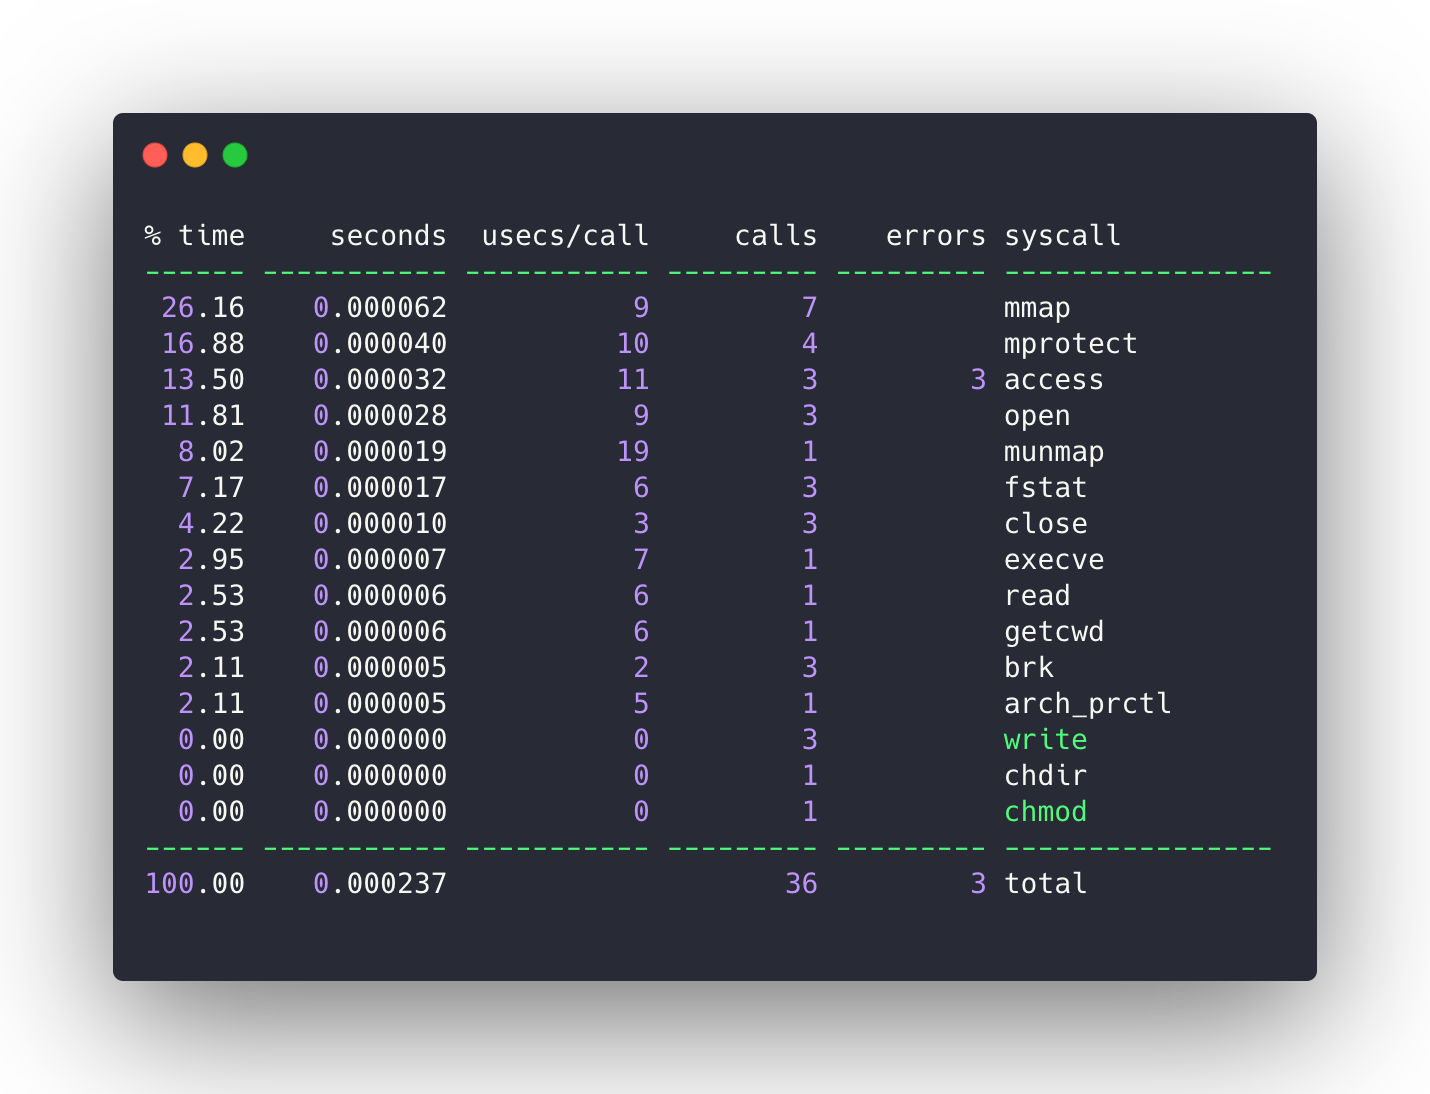 % time     seconds  usecs/call     calls    errors syscall
------ ----------- ----------- --------- --------- ----------------
 26.16    0.000062           9         7           mmap
 16.88    0.000040          10         4           mprotect
 13.50    0.000032          11         3         3 access
 11.81    0.000028           9         3           open
  8.02    0.000019          19         1           munmap
  7.17    0.000017           6         3           fstat
  4.22    0.000010           3         3           close
  2.95    0.000007           7         1           execve
  2.53    0.000006           6         1           read
  2.53    0.000006           6         1           getcwd
  2.11    0.000005           2         3           brk
  2.11    0.000005           5         1           arch_prctl
  0.00    0.000000           0         3           write
  0.00    0.000000           0         1           chdir
  0.00    0.000000           0         1           chmod
------ ----------- ----------- --------- --------- ----------------
100.00    0.000237                    36         3 total